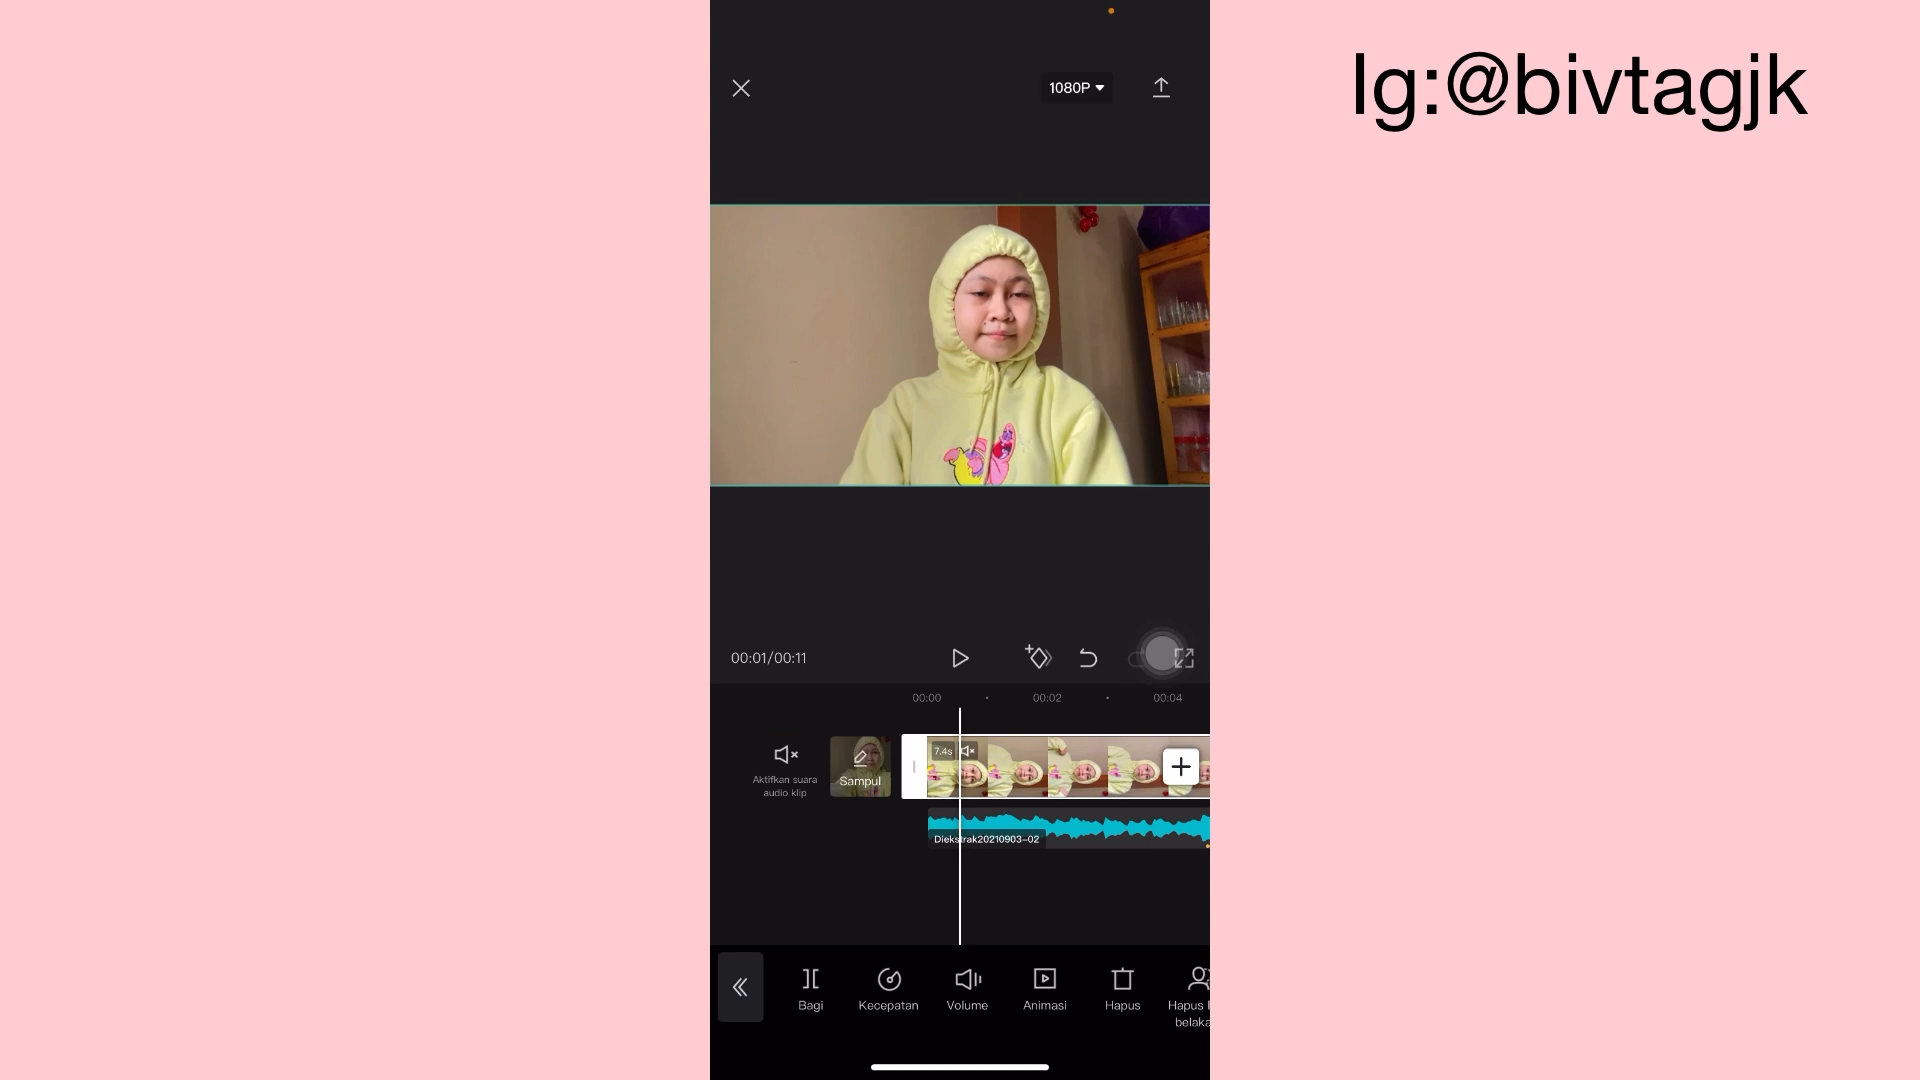 Ig:@bivtagjk
1080P
00:01/00:11
00:00
00:02
00:04
7.4s
Aktifkan suara
audio klip
Sampul
Diekstrak20210903-02
Bagi
Kecepatan
Volume
Animasi
Hapus
Hapus